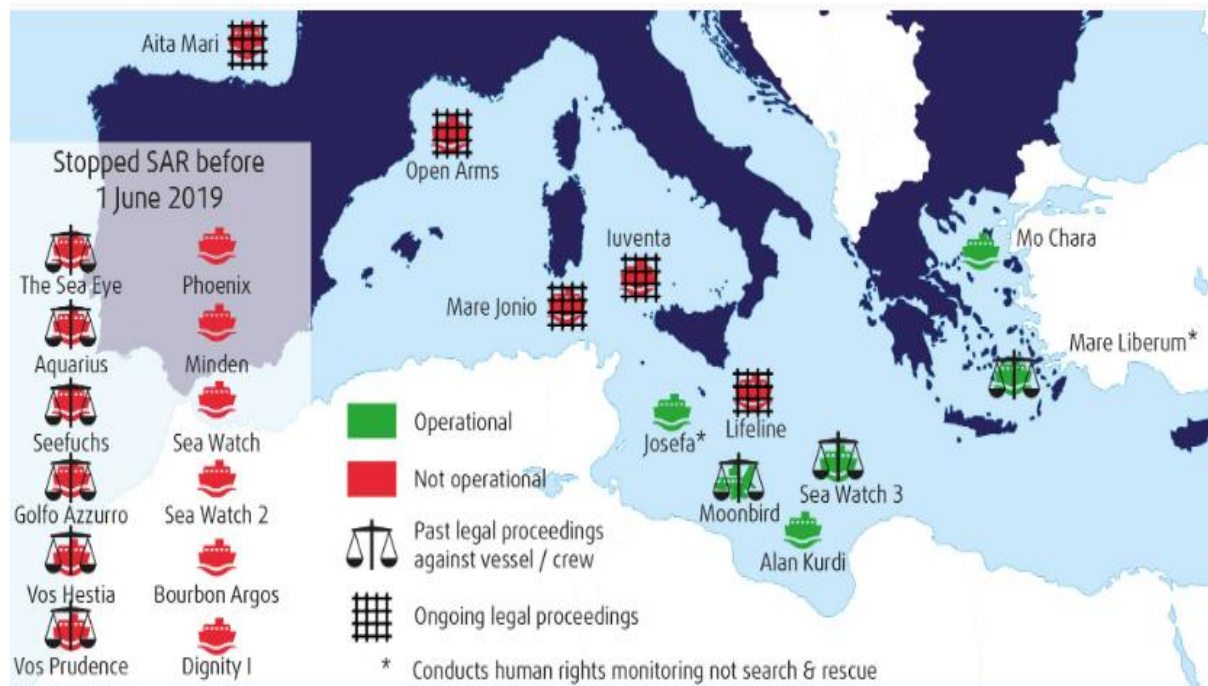 Aita Mari
Open Arms
Stopped SAR before
1 June 2019
Iuventa
Mo Chara
The Sea Eye
Phoenix
Mare Jonio
Mare Liberum*
Aquarius
Minden
Operational
Josefa*
Lifeline
Seefuchs
Sea Watch
Not operational
Moonbird
Sea Watch 3
Golfo Azzurro
Sea Watch 2
Past legal proceedings
against vessel / crew
Alan Kurdi
Vos Hestia
Bourbon Argos
Ongoing legal proceedings
Vos Prudence
Dignity I
* Conducts human rights monitoring not search & rescue